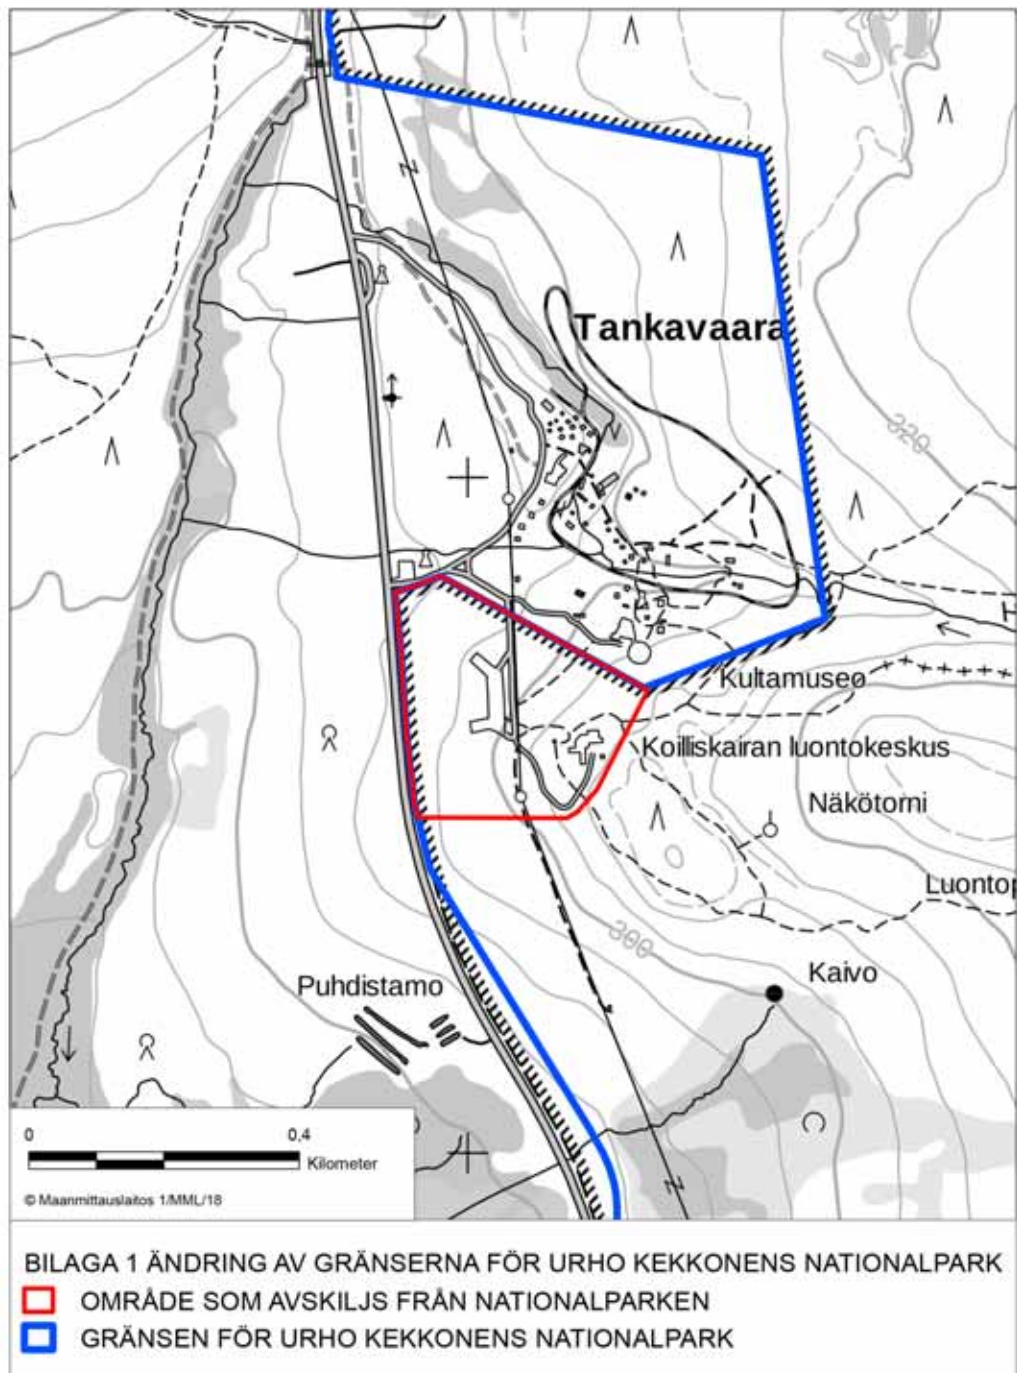 Tankavaara
320
Kultamuseo
Koilliskairan luontokeskus
Näkötorni
Luontop
300
Kaivo
Puhdistamo
0 0,4
Kilometer
© Maanmittauslaitos 1/MML/18
BILAGA 1 ÄNDRING AV GRÄNSERNA FÖR URHO KEKKONENS NATIONALPARK
OMRÅDE SOM AVSKILJS FRÅN NATIONALPARKEN
GRÄNSEN FÖR URHO KEKKONENS NATIONALPARK